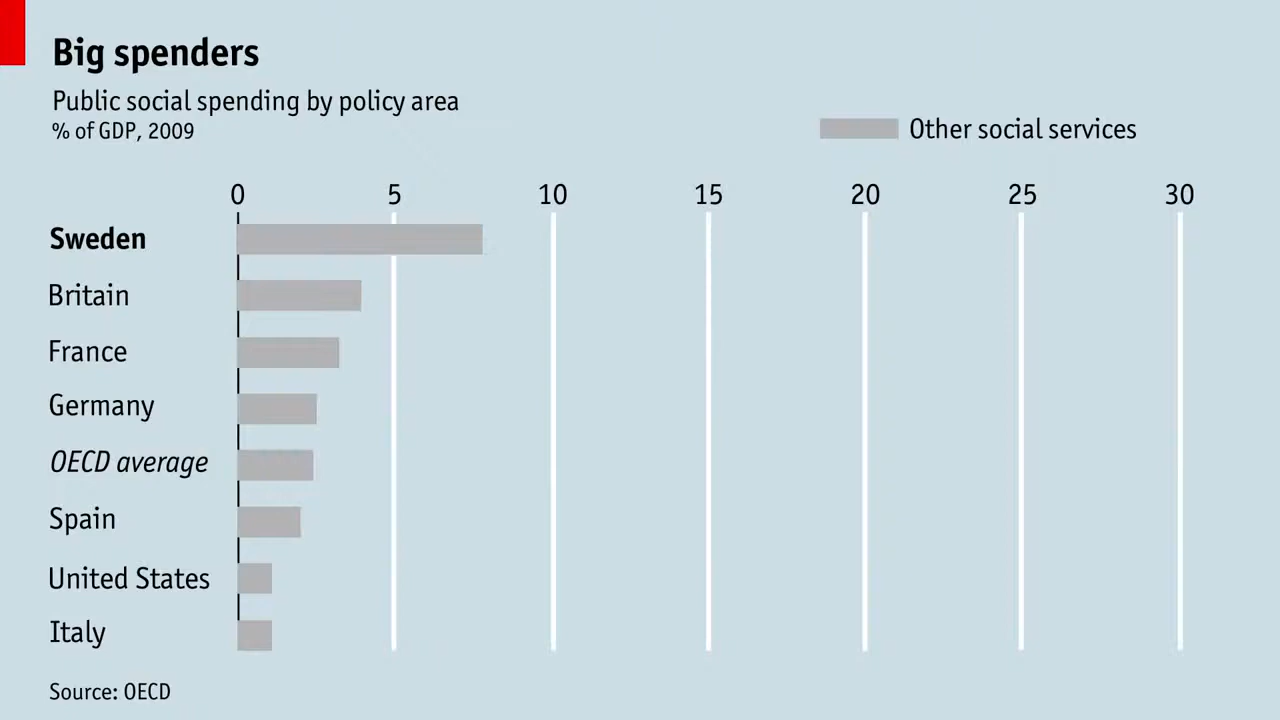 Big spenders
Public social spending by policy area
% of GDP, 2009
Other social services
0 5 10 15 20 25 30
Sweden
Britain
France
Germany
OECD average
Spain
United States
Italy
Source: OECD